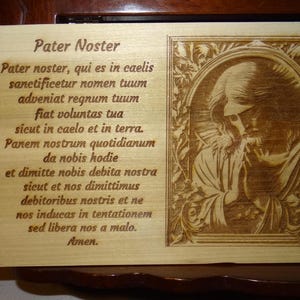 Pater Noster
Pater noster, qui es in caelis
sanctificetur nomen tuum
adveniat regnum tuum
fiat voluntas tua
sicut in caelo et in terra.
Panem nostrum quotidianum
da nobis hodie
et dimitte nobis debita nostra
sicut et nos dimittimus
debitoribus nostris et ne
nos inducas in tentationem
sed libera nos a malo.
Amen.